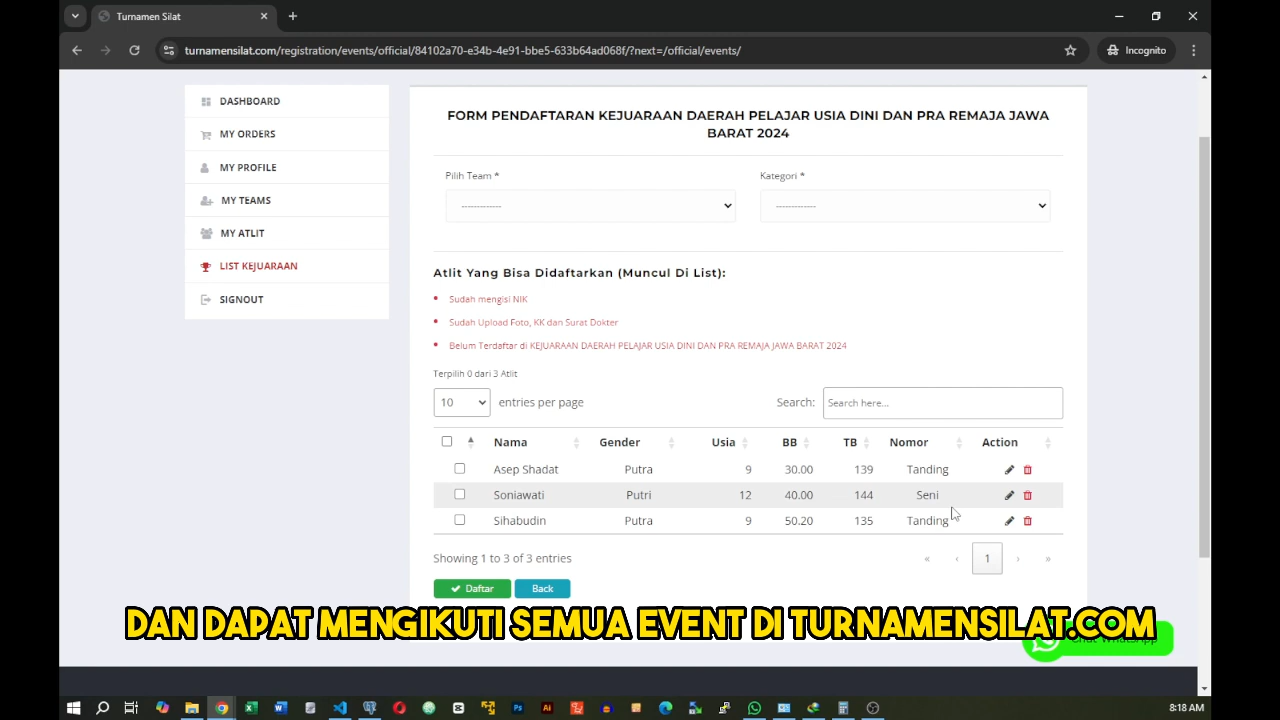 Turnamen Silat
turnamensilat.com/registration/events/official/84102a70-e34b-4e91-bbe5-633b64ad068f/?next=/official/events/
Incognito
DASHBOARD
MY ORDERS
MY PROFILE
MY TEAMS
MY ATLIT
LIST KEJUARAAN
SIGNOUT
FORM PENDAFTARAN KEJUARAAN DAERAH PELAJAR USIA DINI DAN PRA REMAJA JAWA
BARAT 2024
Pilih Team * Kategori *
------------- -------------
Atlit Yang Bisa Didaftarkan (Muncul Di List):
Sudah mengisi NIK
Sudah Upload Foto, KK dan Surat Dokter
Belum Terdaftar di KEJUARAAN DAERAH PELAJAR USIA DINI DAN PRA REMAJA JAWA BARAT 2024
Terpilih 0 dari 3 Atlit
10 entries per page Search: Search here...
Nama Gender Usia BB TB Nomor Action
Asep Shadat Putra 9 30.00 139 Tanding
Soniawati Putri 12 40.00 144 Seni
Sihabudin Putra 9 50.20 135 Tanding
Showing 1 to 3 of 3 entries « ‹ 1 › »
Daftar Back
DAN DAPAT MENGIKUTI SEMUA EVENT DI TURNAMENSILAT.COM
8:18 AM